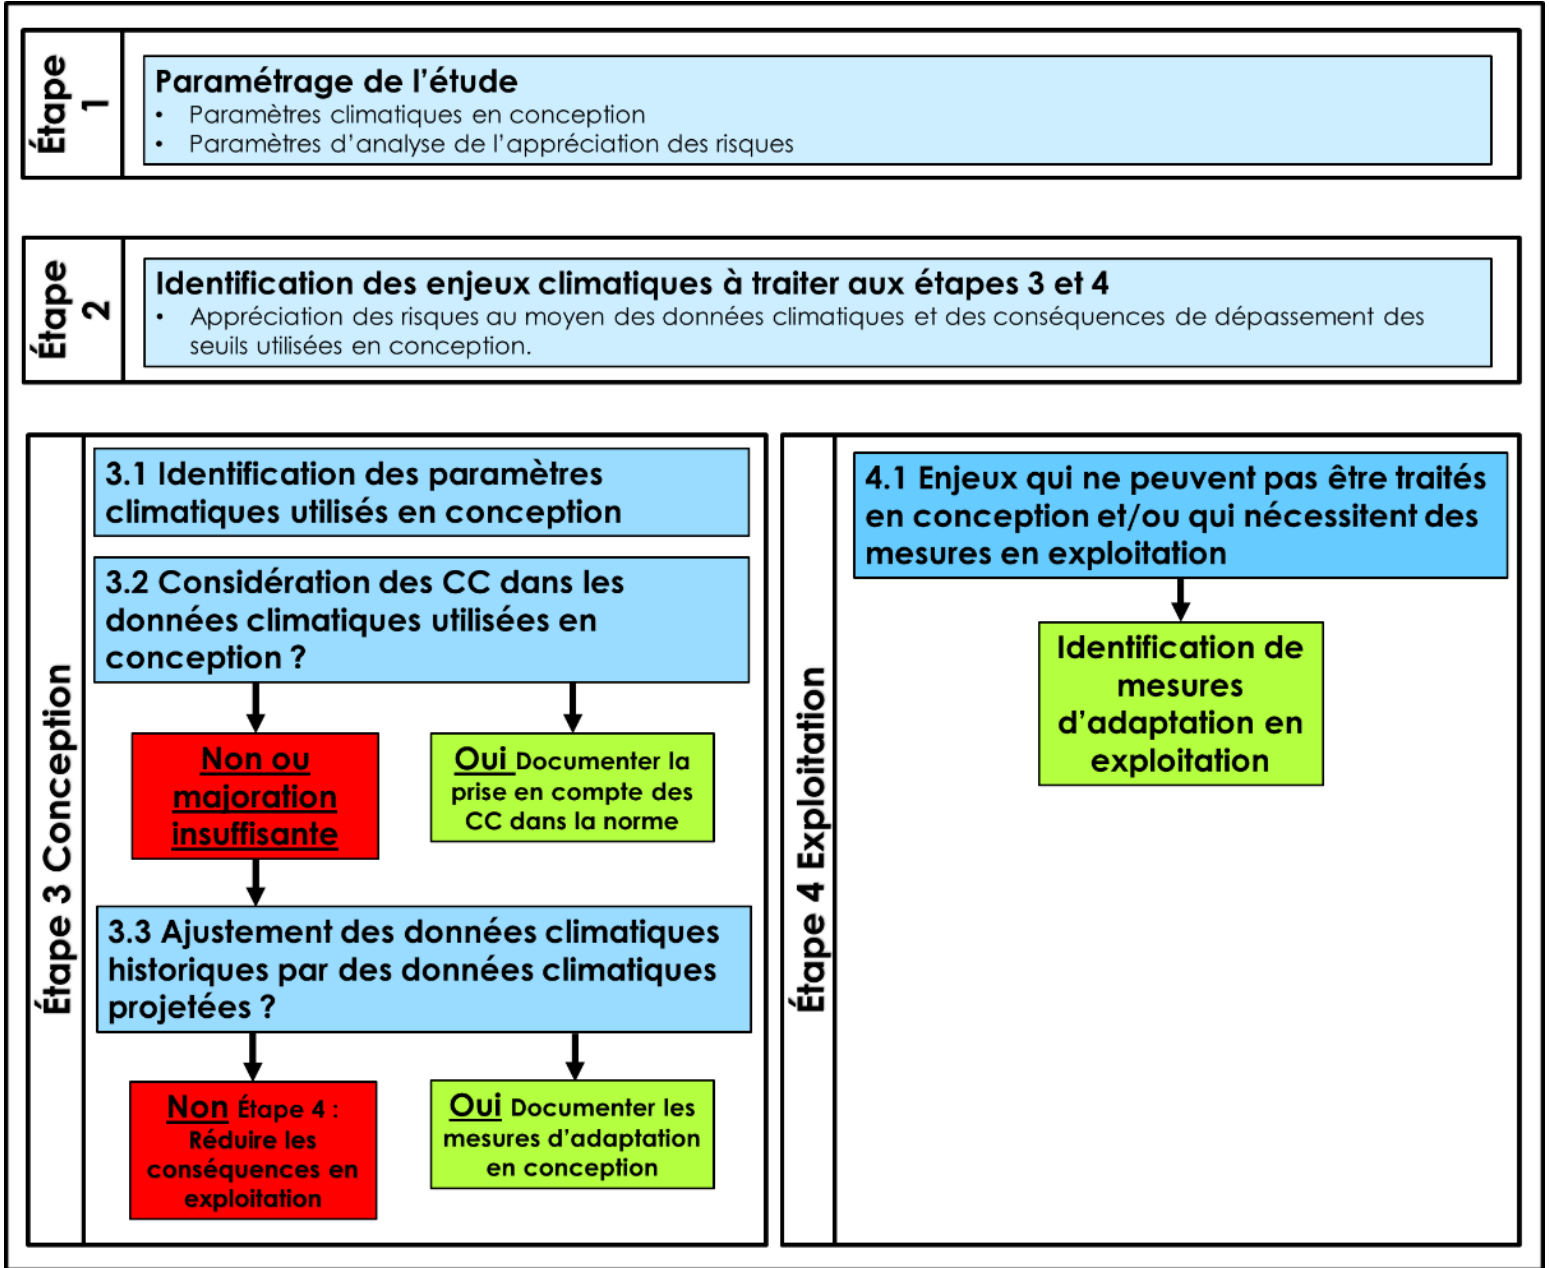 Étape
1
Paramétrage de l’étude
• Paramètres climatiques en conception
• Paramètres d’analyse de l’appréciation des risques
Étape
2
Identification des enjeux climatiques à traiter aux étapes 3 et 4
• Appréciation des risques au moyen des données climatiques et des conséquences de dépassement des
seuils utilisées en conception.
Étape 3 Conception
3.1 Identification des paramètres
climatiques utilisés en conception
3.2 Considération des CC dans les
données climatiques utilisées en
conception ?
Non ou
majoration
insuffisante
Oui Documenter la
prise en compte des
CC dans la norme
3.3 Ajustement des données climatiques
historiques par des données climatiques
projetées ?
Non Étape 4 :
Réduire les
conséquences en
exploitation
Oui Documenter les
mesures d’adaptation
en conception
Étape 4 Exploitation
4.1 Enjeux qui ne peuvent pas être traités
en conception et/ou qui nécessitent des
mesures en exploitation
Identification de
mesures
d’adaptation en
exploitation